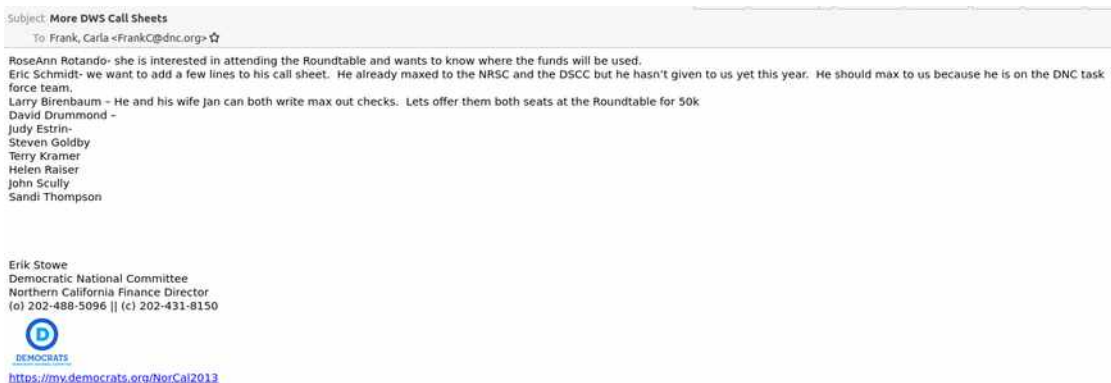 Subject More DWS Call Sheets
To Frank, Carla <FrankC@dnc.org>
RoseAnn Rotando- she is interested in attending the Roundtable and wants to know where the funds will be used.
Eric Schmidt- we want to add a few lines to his call sheet. He already maxed to the NRSC and the DSCC but he hasn't given to us yet this year. He should max to us because he is on the DNC task
force team.
Larry Birenbaum – He and his wife Jan can both write max out checks. Lets offer them both seats at the Roundtable for 50k
David Drummond –
Judy Estrin-
Steven Goldby
Terry Kramer
Helen Raiser
John Scully
Sandi Thompson
Erik Stowe
Democratic National Committee
Northern California Finance Director
(o) 202-488-5096 || (c) 202-431-8150
D
DEMOCRATS
https://my.democrats.org/NorCal2013